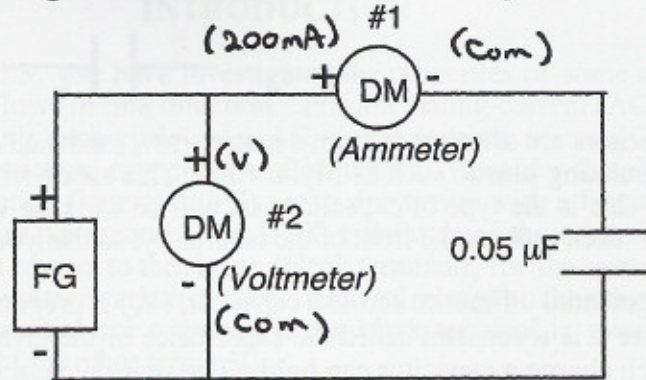 #1
(200mA) (com)
+ DM -
(Ammeter)
+(v)
DM #2
- (Voltmeter)
(com)
+
FG
-
0.05 µF